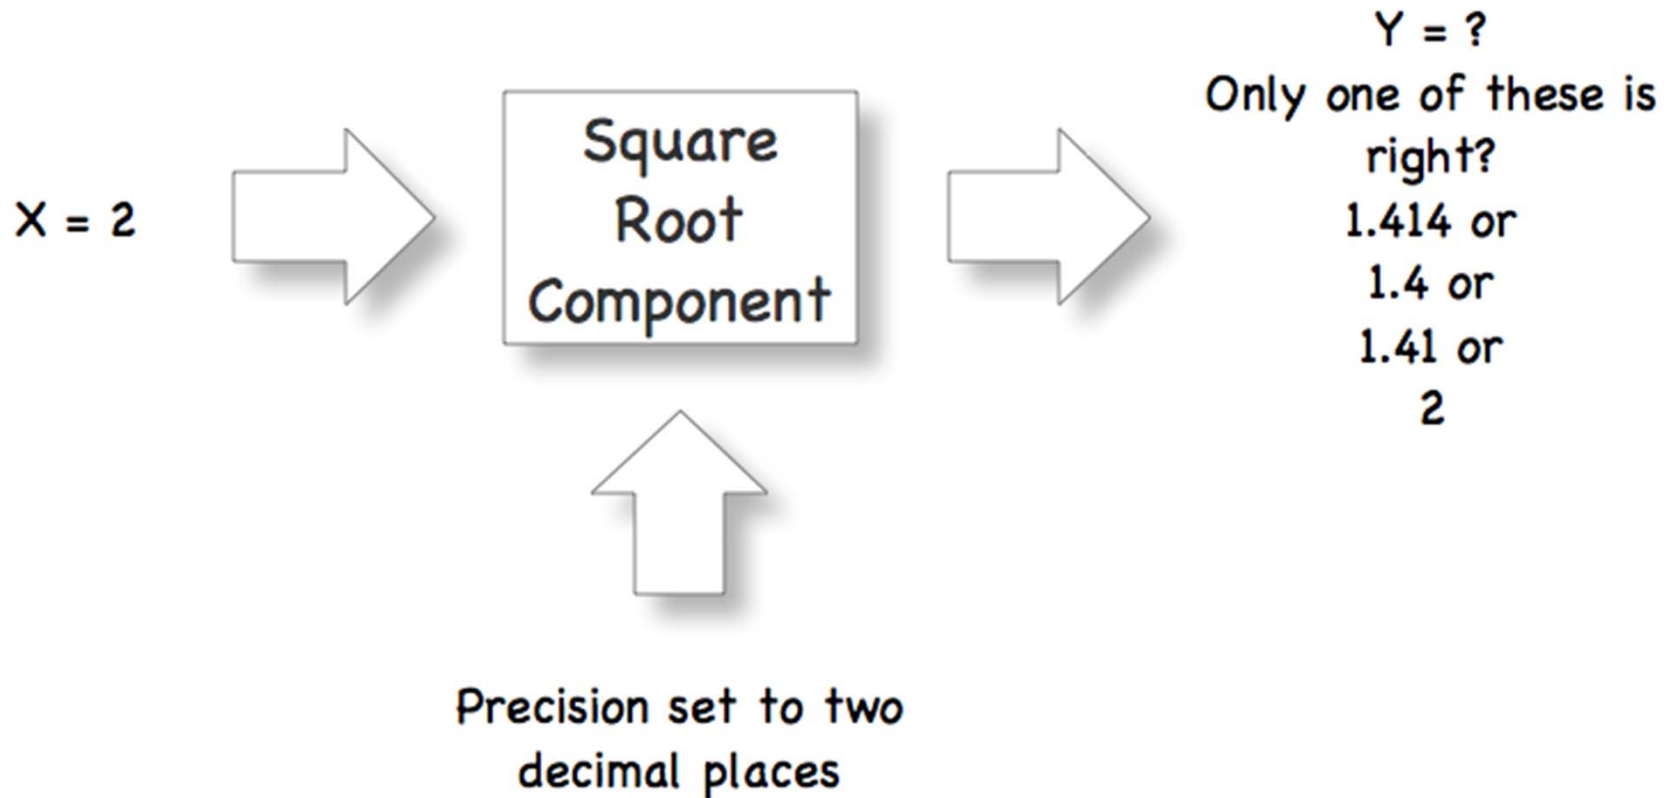 X = 2
Square
Root
Component
Precision set to two
decimal places
Y = ?
Only one of these is
right?
1.414 or
1.4 or
1.41 or
2